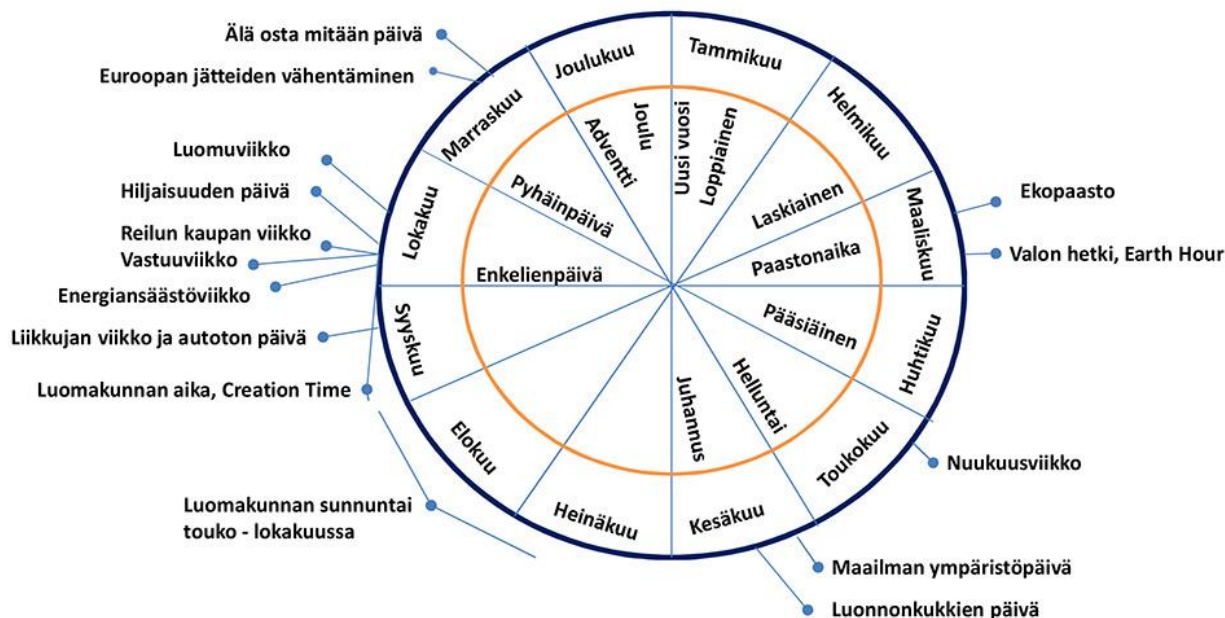 Älä osta mitään päivä
Euroopan jätteiden vähentäminen
Luomuviikko
Hiljaisuuden päivä
Reilun kaupan viikko
Vastuuviikko
Energiansäästöviikko
Liikkujan viikko ja autoton päivä
Luomakunnan aika, Creation Time
Luomakunnan sunnuntai
touko - lokakuussa
Joulukuu
Tammikuu
Helmikuu
Maaliskuu
Huhtikuu
Toukokuu
Kesäkuu
Heinäkuu
Elokuu
Syyskuu
Lokakuu
Marraskuu
Adventti
Joulu
Uusi vuosi
Loppiainen
Laskiainen
Paastonaika
Pääsiäinen
Helluntai
Juhannus
Enkelienpäivä
Pyhäinpäivä
Ekopaasto
Valon hetki, Earth Hour
Nuukuusviikko
Maailman ympäristöpäivä
Luonnonkukkien päivä